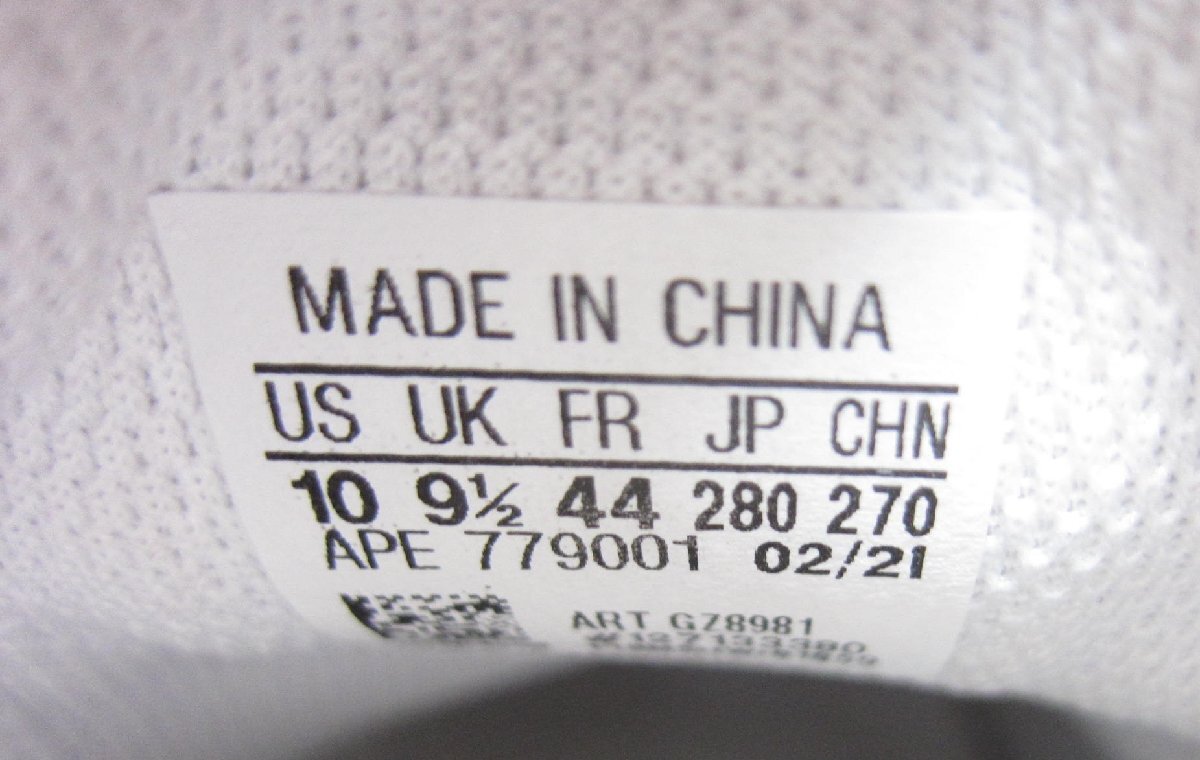 MADE IN CHINA
US UK FR JP CHN
10 9½ 44 280 270
APE 779001 02/21
ART GZ8981